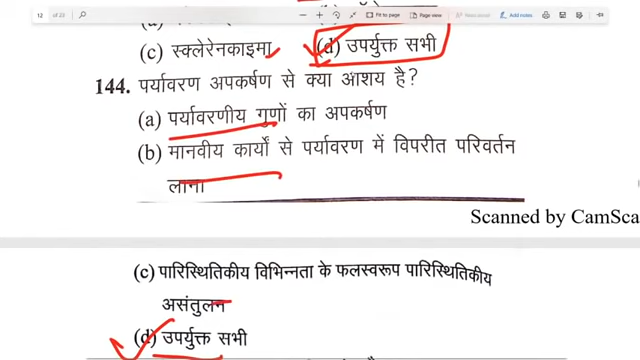 12 of 23
Fit to page
Page view
Add notes
(c) स्क्लेरेनकाइमा (d) उपर्युक्त सभी
144. पर्यावरण अपकर्षण से क्या आशय है?
(a) पर्यावरणीय गुणों का अपकर्षण
(b) मानवीय कार्यों से पर्यावरण में विपरीत परिवर्तन
लाना
Scanned by CamSca
(c) पारिस्थितिकीय विभिन्नता के फलस्वरूप पारिस्थितिकीय
असंतुलन
(d) उपर्युक्त सभी